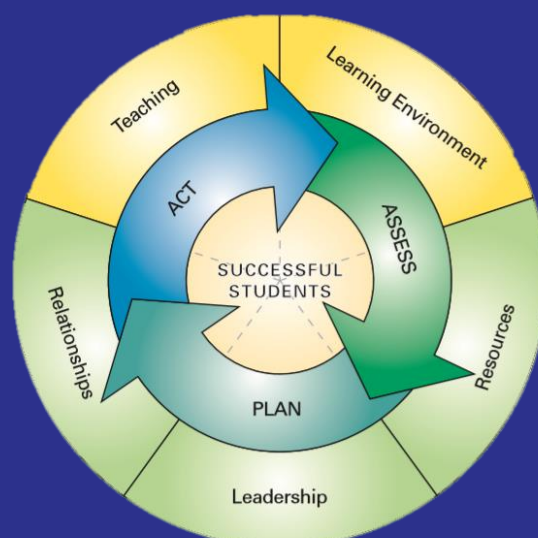 Teaching
Learning Environment
ACT
ASSESS
SUCCESSFUL
STUDENTS
Relationships
Resources
PLAN
Leadership